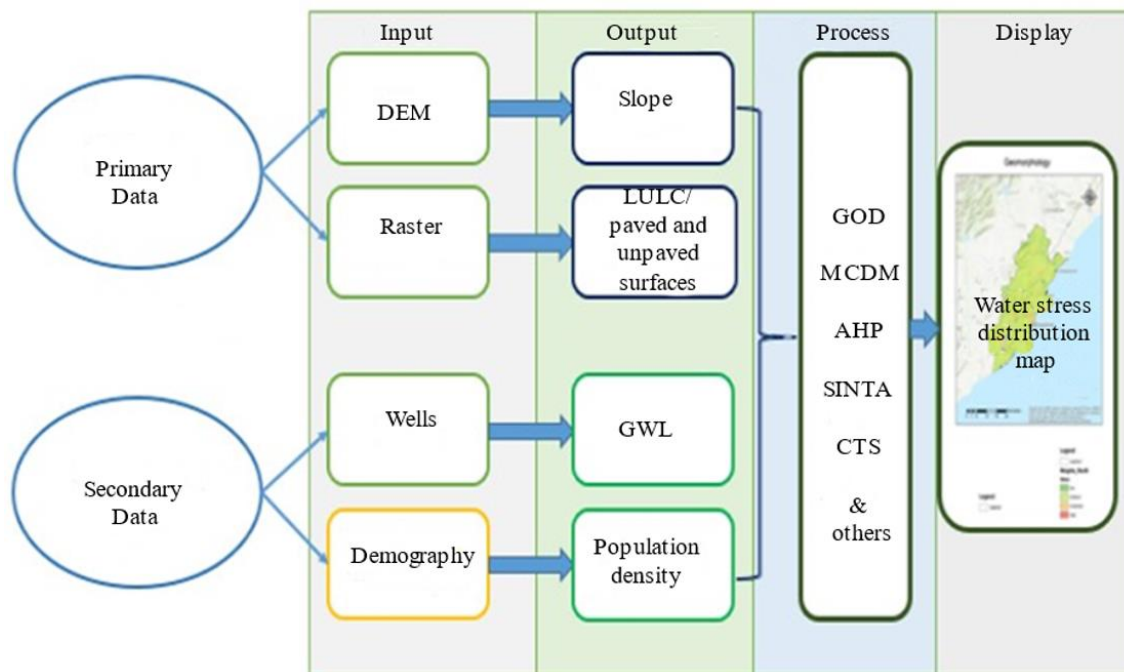 Input
Output
Process
Display
Primary
Data
DEM
Slope
Raster
LULC/
paved and
unpaved
surfaces
Secondary
Data
Wells
GWL
Demography
Population
density
GOD
MCDM
AHP
SINTA
CTS
&
others
Geomorphology
Water stress
distribution
map
Legend
Legend